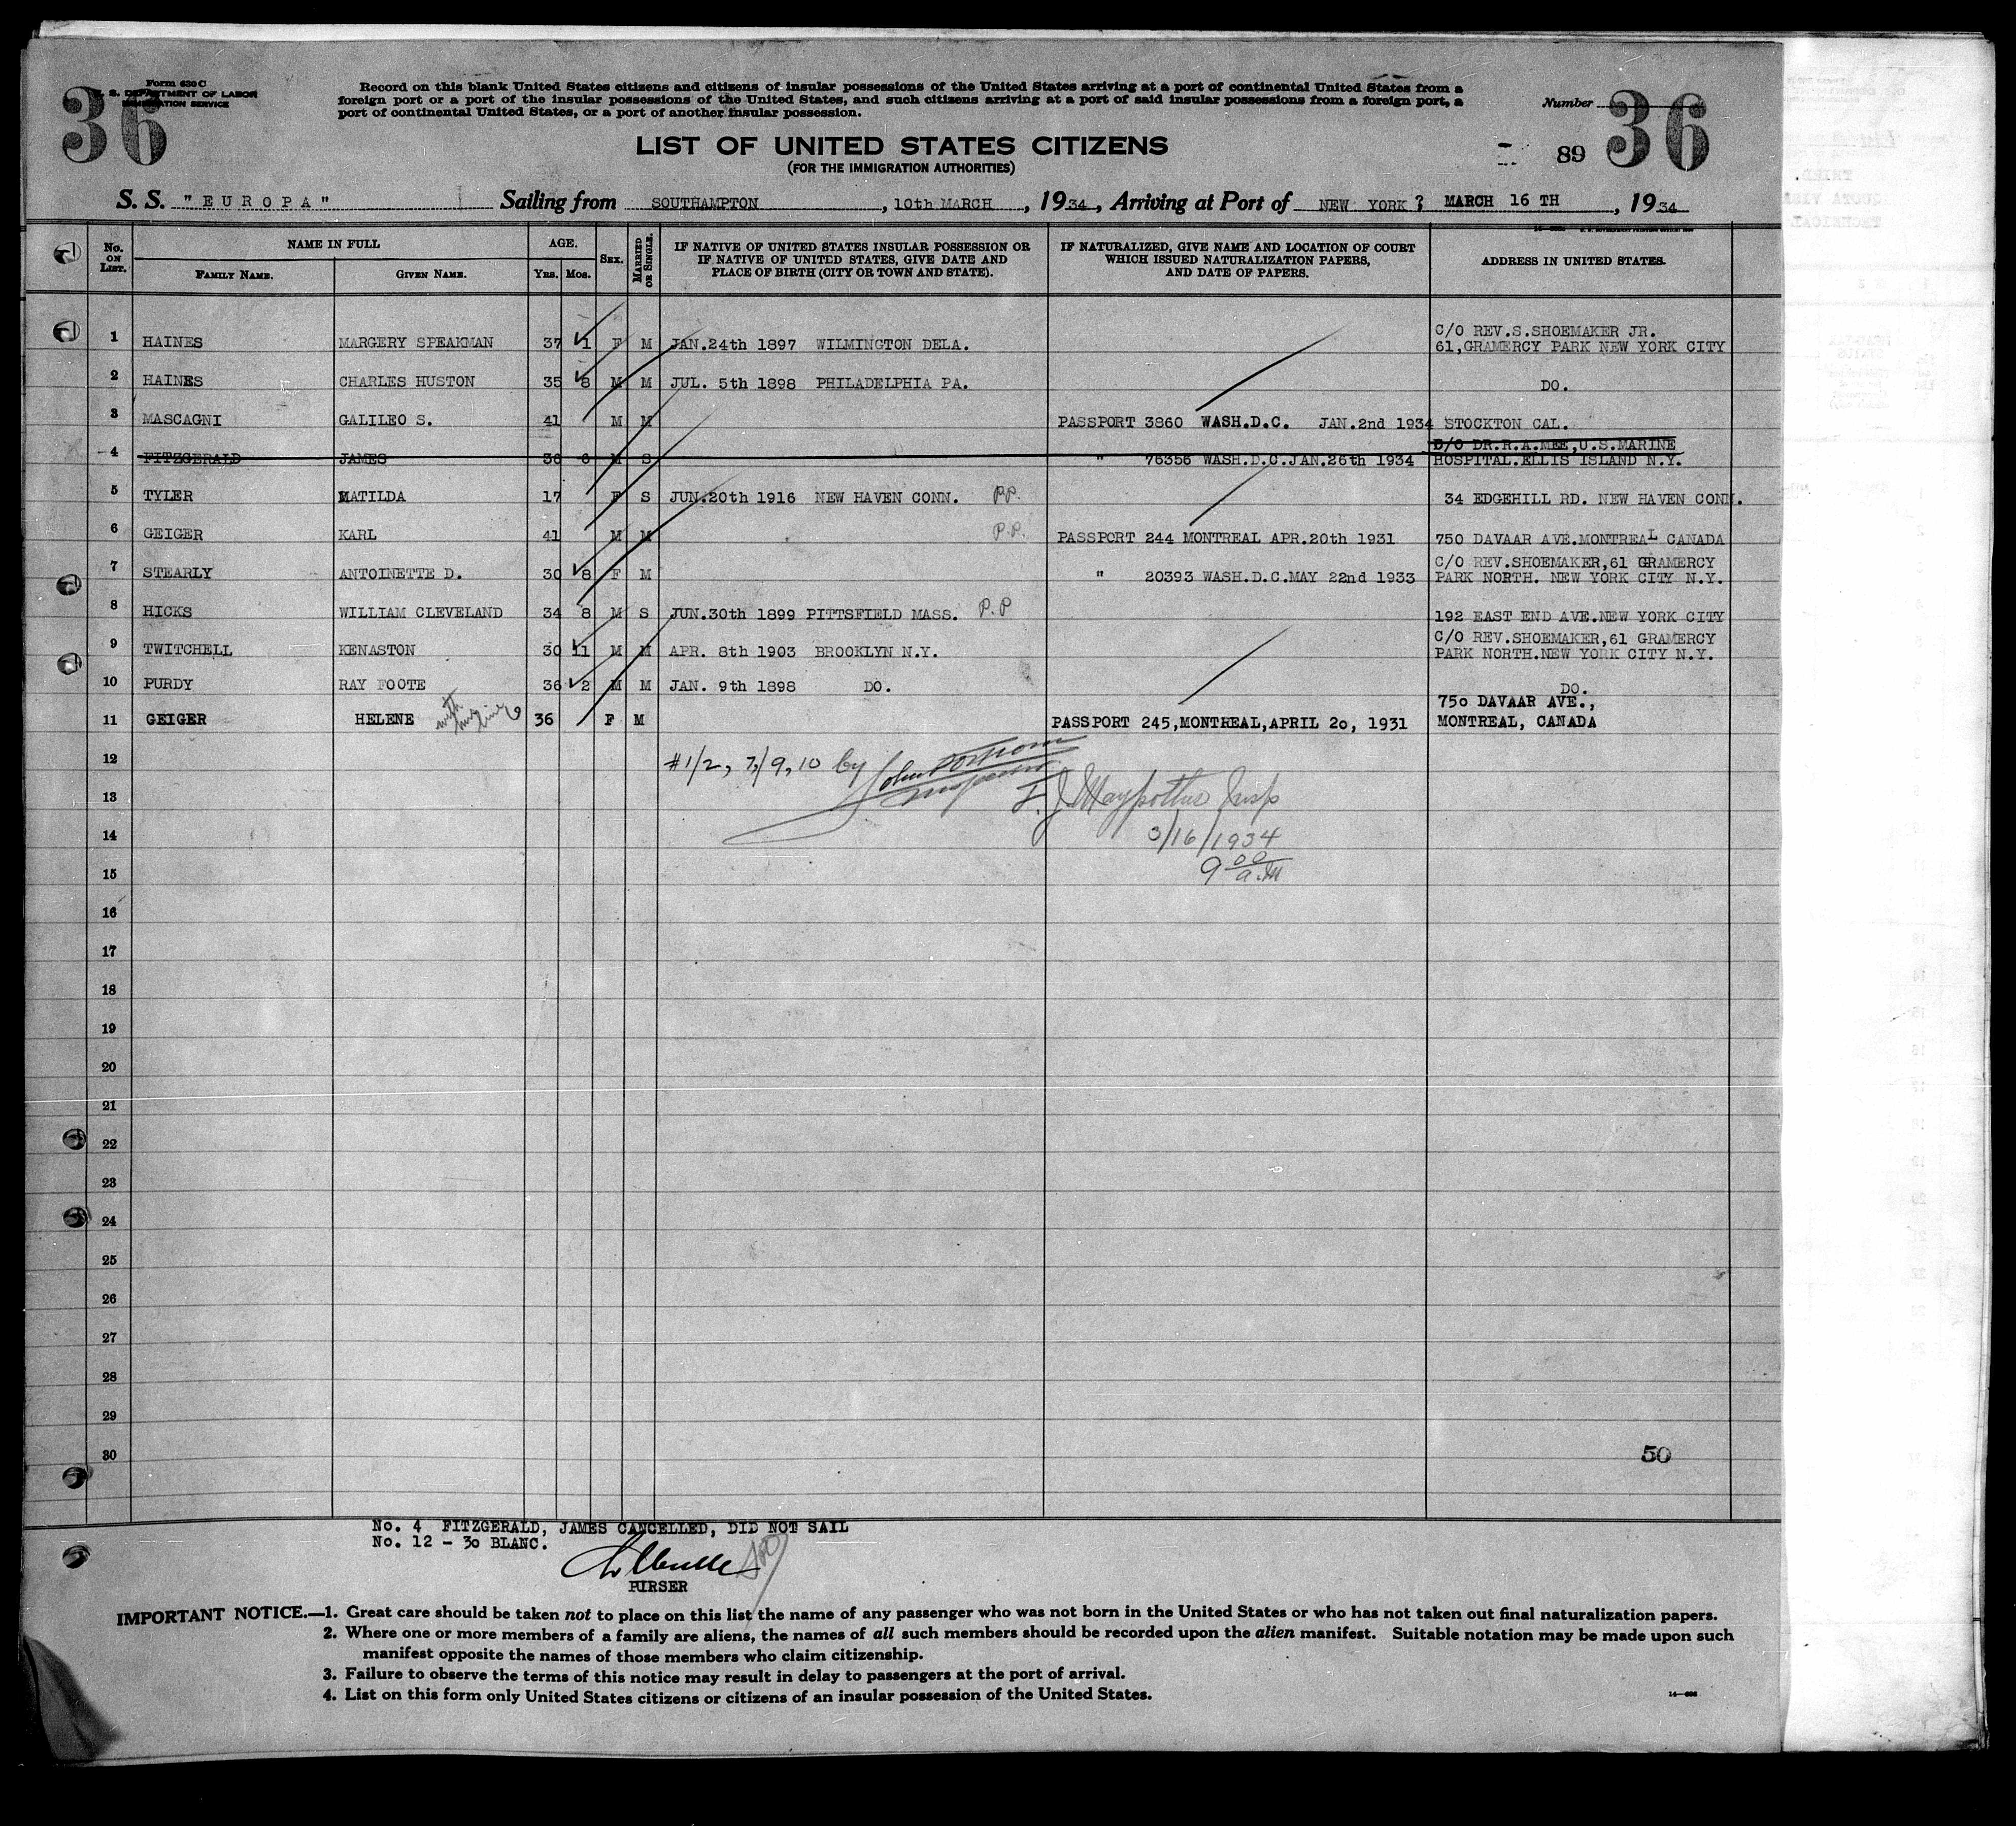 36
Form 630 C
U. S. DEPARTMENT OF LABOR
IMMIGRATION SERVICE
Record on this blank United States citizens and citizens of insular possessions of the United States arriving at a port of continental United States from a
foreign port or a port of the insular possessions of the United States, and such citizens arriving at a port of said insular possessions from a foreign port, a
port of continental United States, or a port of another insular possession.
Number 36
LIST OF UNITED STATES CITIZENS
(FOR THE IMMIGRATION AUTHORITIES)
89
S. S. "EUROPA" Sailing from SOUTHAMPTON, 10th MARCH, 1934, Arriving at Port of NEW YORK, MARCH 16 TH, 1934
No. ON LIST. NAME IN FULL AGE. SEX. MARRIED OR SINGLE. IF NATIVE OF UNITED STATES INSULAR POSSESSION OR IF NATIVE OF UNITED STATES, GIVE DATE AND PLACE OF BIRTH (CITY OR TOWN AND STATE). IF NATURALIZED, GIVE NAME AND LOCATION OF COURT WHICH ISSUED NATURALIZATION PAPERS, AND DATE OF PAPERS. ADDRESS IN UNITED STATES.
FAMILY NAME. GIVEN NAME. YRS. MOS.
1 HAINES MARGERY SPEAKMAN 37 1 F M JAN.24th 1897 WILMINGTON DELA. C/O REV.S.SHOEMAKER JR.
61,GRAMERCY PARK NEW YORK CITY
2 HAINES CHARLES HUSTON 35 8 M M JUL. 5th 1898 PHILADELPHIA PA. DO.
3 MASCAGNI GALILEO S. 41 M M PASSPORT 3860 WASH.D.C. JAN.2nd 1934 STOCKTON CAL.
4 FITZGERALD JAMES 36 6 M S " 76356 WASH.D.C.JAN.26th 1934 C/O DR.R.A.MEE,U.S.MARINE
HOSPITAL.ELLIS ISLAND N.Y.
5 TYLER MATILDA 17 F S JUN.20th 1916 NEW HAVEN CONN. P.P. 34 EDGEHILL RD. NEW HAVEN CONN.
6 GEIGER KARL 41 M M P.P. PASSPORT 244 MONTREAL APR.20th 1931 750 DAVAAR AVE.MONTREAL CANADA
7 STEARLY ANTOINETTE D. 30 8 F M " 20393 WASH.D.C.MAY 22nd 1933 C/O REV.SHOEMAKER,61 GRAMERCY
PARK NORTH. NEW YORK CITY N.Y.
8 HICKS WILLIAM CLEVELAND 34 8 M S JUN.30th 1899 PITTSFIELD MASS. P.P 192 EAST END AVE.NEW YORK CITY
9 TWITCHELL KENASTON 30 11 M M APR. 8th 1903 BROOKLYN N.Y. C/O REV.SHOEMAKER,61 GRAMERCY
PARK NORTH.NEW YORK CITY N.Y.
10 PURDY RAY FOOTE 36 2 M M JAN. 9th 1898 DO. DO.
11 GEIGER HELENE 36 F M PASSPORT 245,MONTREAL,APRIL 20, 1931 750 DAVAAR AVE.,
MONTREAL, CANADA
12 #1/2, 7/9, 10 by John
13 Insp
14 3/16/1934
15 9 00 a.M
16
17
18
19
20
21
22
23
24
25
26
27
28
29
30 50
No. 4 FITZGERALD, JAMES CANCELLED, DID NOT SAIL
No. 12 - 30 BLANC.
PURSER
IMPORTANT NOTICE.—1. Great care should be taken not to place on this list the name of any passenger who was not born in the United States or who has not taken out final naturalization papers.
2. Where one or more members of a family are aliens, the names of all such members should be recorded upon the alien manifest. Suitable notation may be made upon such
manifest opposite the names of those members who claim citizenship.
3. Failure to observe the terms of this notice may result in delay to passengers at the port of arrival.
4. List on this form only United States citizens or citizens of an insular possession of the United States.